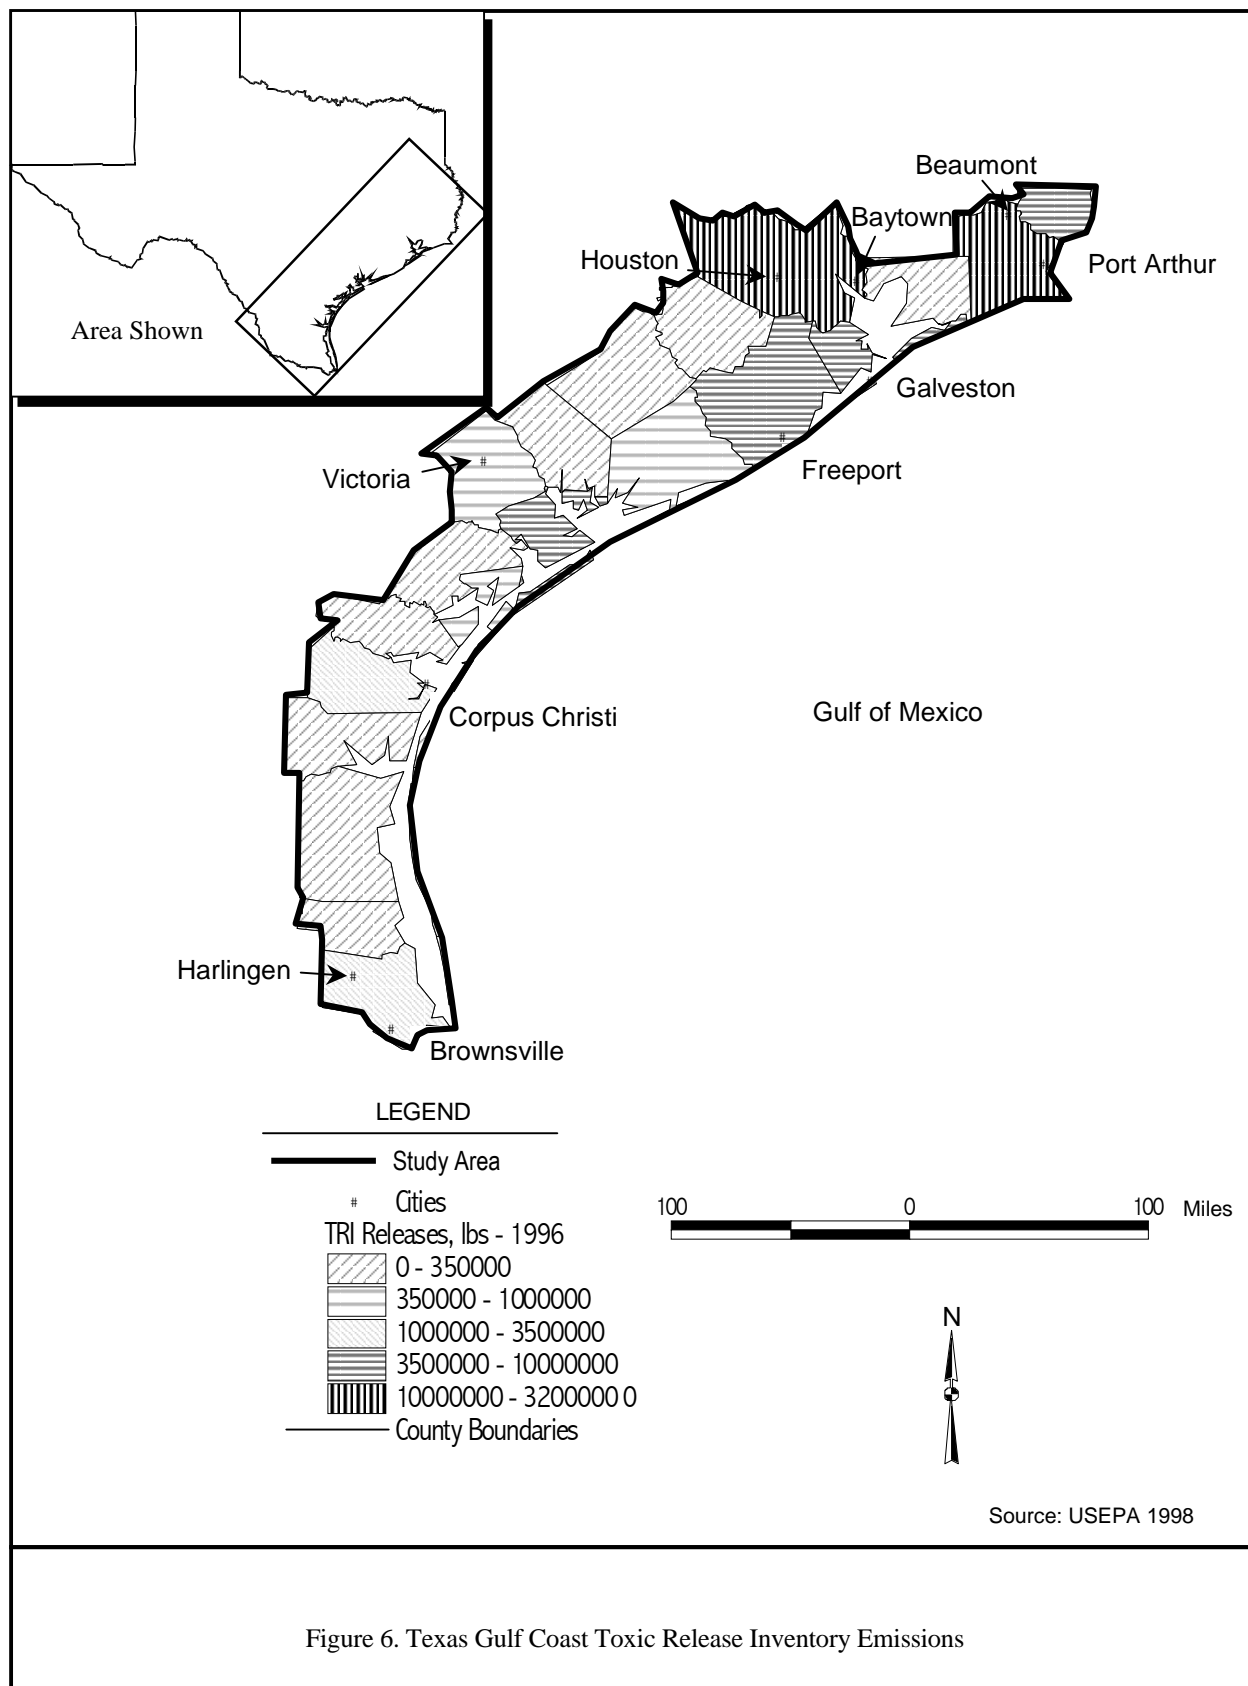 Area Shown
Beaumont
Baytown
Houston
Port Arthur
Galveston
Freeport
Victoria
Corpus Christi
Gulf of Mexico
Harlingen
Brownsville
LEGEND
Study Area
# Cities
TRI Releases, lbs - 1996
0 - 350000
350000 - 1000000
1000000 - 3500000
3500000 - 10000000
10000000 - 3200000 0
County Boundaries
100 0 100 Miles
N
Source: USEPA 1998
Figure 6. Texas Gulf Coast Toxic Release Inventory Emissions